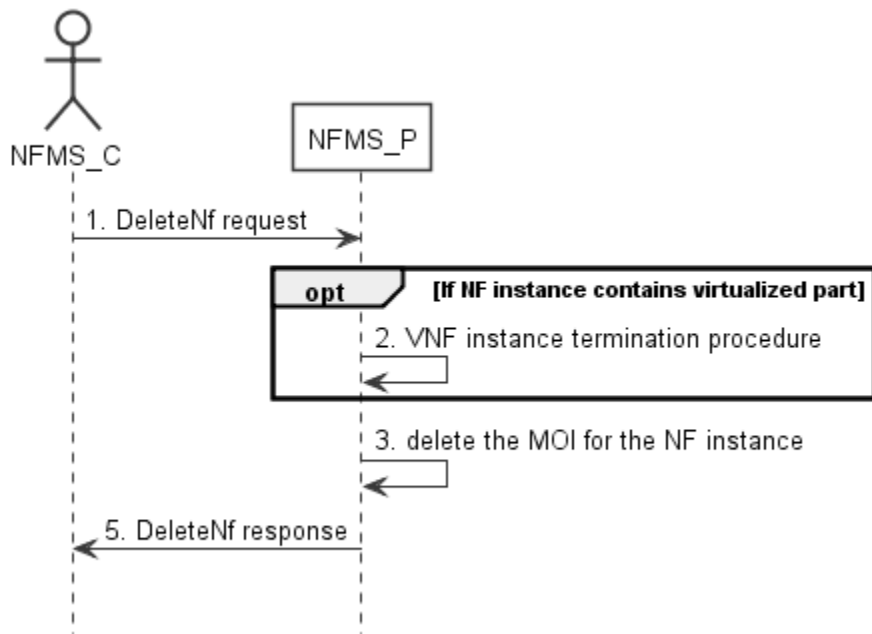 NFMS_C
NFMS_P
1. DeleteNf request
opt
[If NF instance contains virtualized part]
2. VNF instance termination procedure
3. delete the MOI for the NF instance
5. DeleteNf response